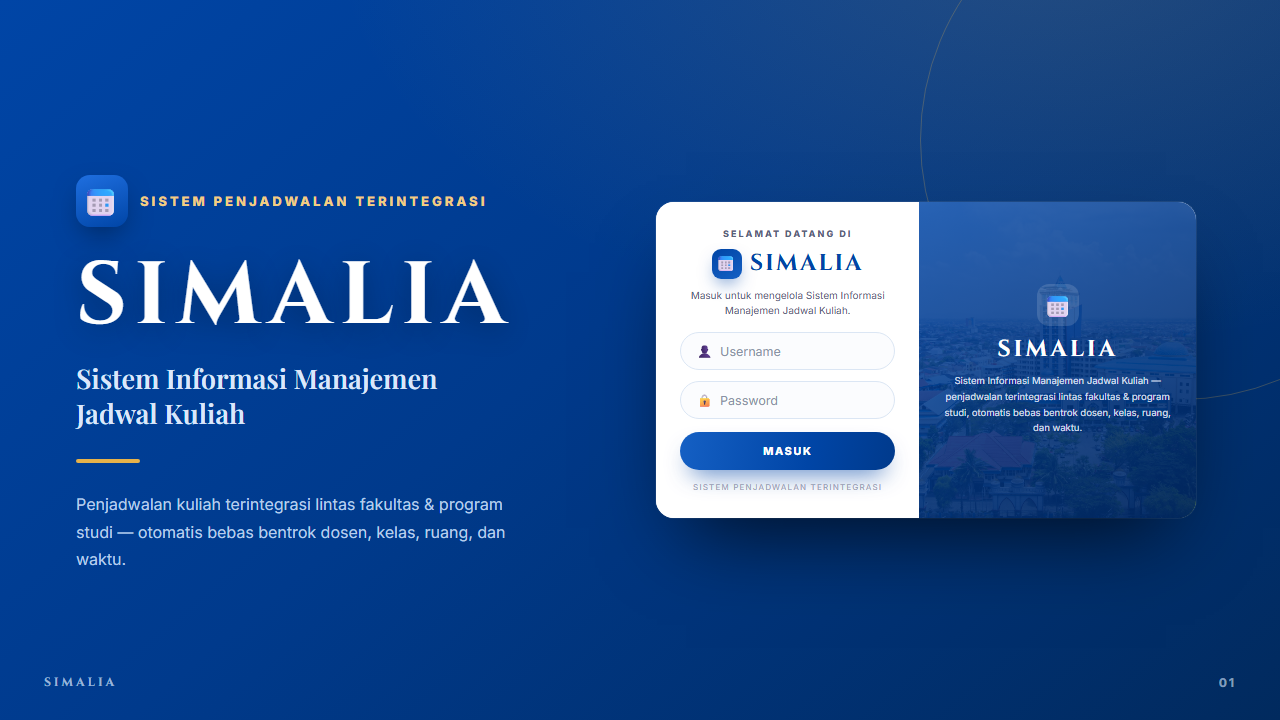 SISTEM PENJADWALAN TERINTEGRASI
SIMALIA
Sistem Informasi Manajemen
Jadwal Kuliah
Penjadwalan kuliah terintegrasi lintas fakultas & program
studi — otomatis bebas bentrok dosen, kelas, ruang, dan
waktu.
SELAMAT DATANG DI
SIMALIA
Masuk untuk mengelola Sistem Informasi
Manajemen Jadwal Kuliah.
Username
Password
MASUK
SISTEM PENJADWALAN TERINTEGRASI
SIMALIA
Sistem Informasi Manajemen Jadwal Kuliah —
penjadwalan terintegrasi lintas fakultas & program
studi, otomatis bebas bentrok dosen, kelas, ruang,
dan waktu.
SIMALIA
01